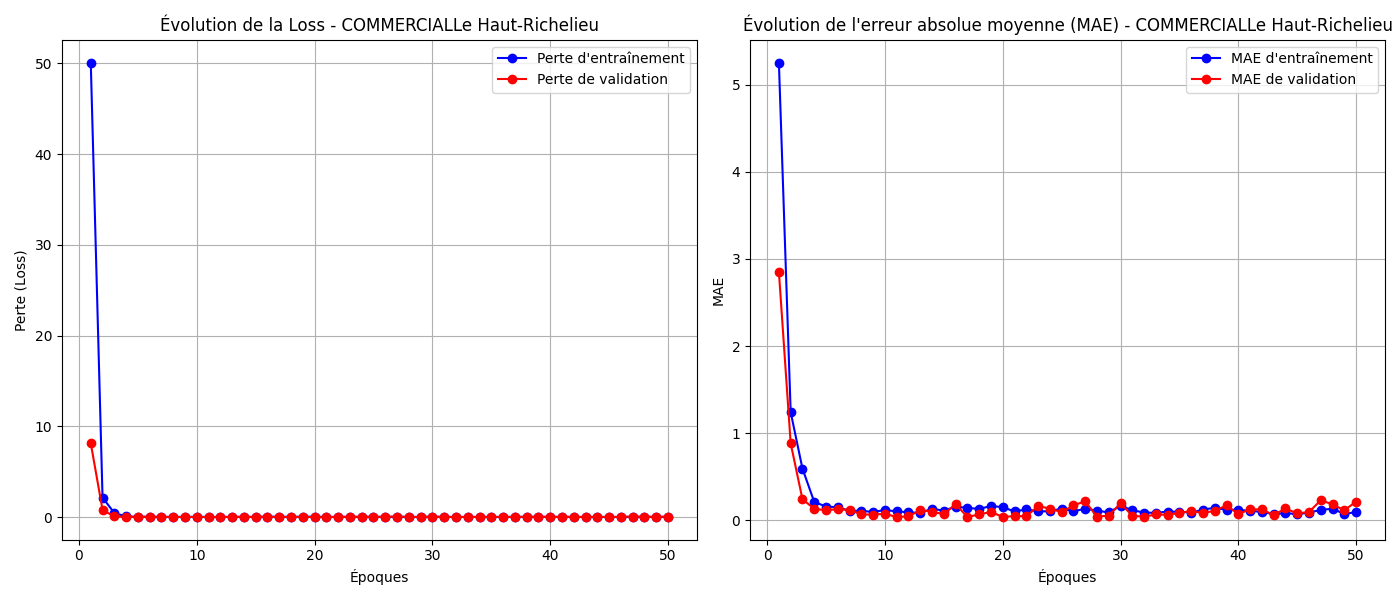 Évolution de la Loss - COMMERCIALLe Haut-Richelieu
Perte d'entraînement
Perte de validation
50
40
30
20
10
0
Perte (Loss)
0 10 20 30 40 50
Époques
Évolution de l'erreur absolue moyenne (MAE) - COMMERCIALLe Haut-Richelieu
MAE d'entraînement
MAE de validation
5
4
3
2
1
0
MAE
0 10 20 30 40 50
Époques